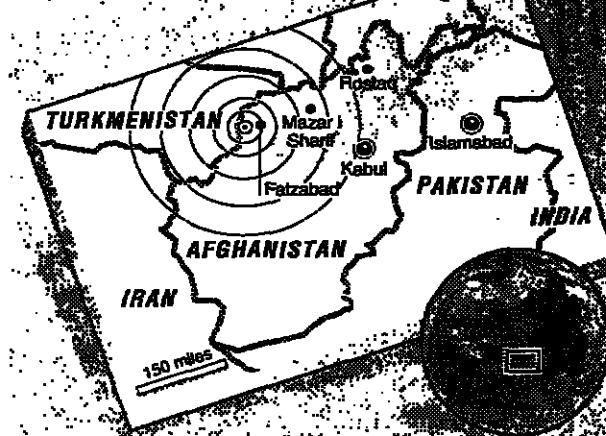 Rostaq
TURKMENISTAN
Mazar i
Sharif
Kabul
Islamabad
Faizabad
PAKISTAN
INDIA
AFGHANISTAN
IRAN
150 miles